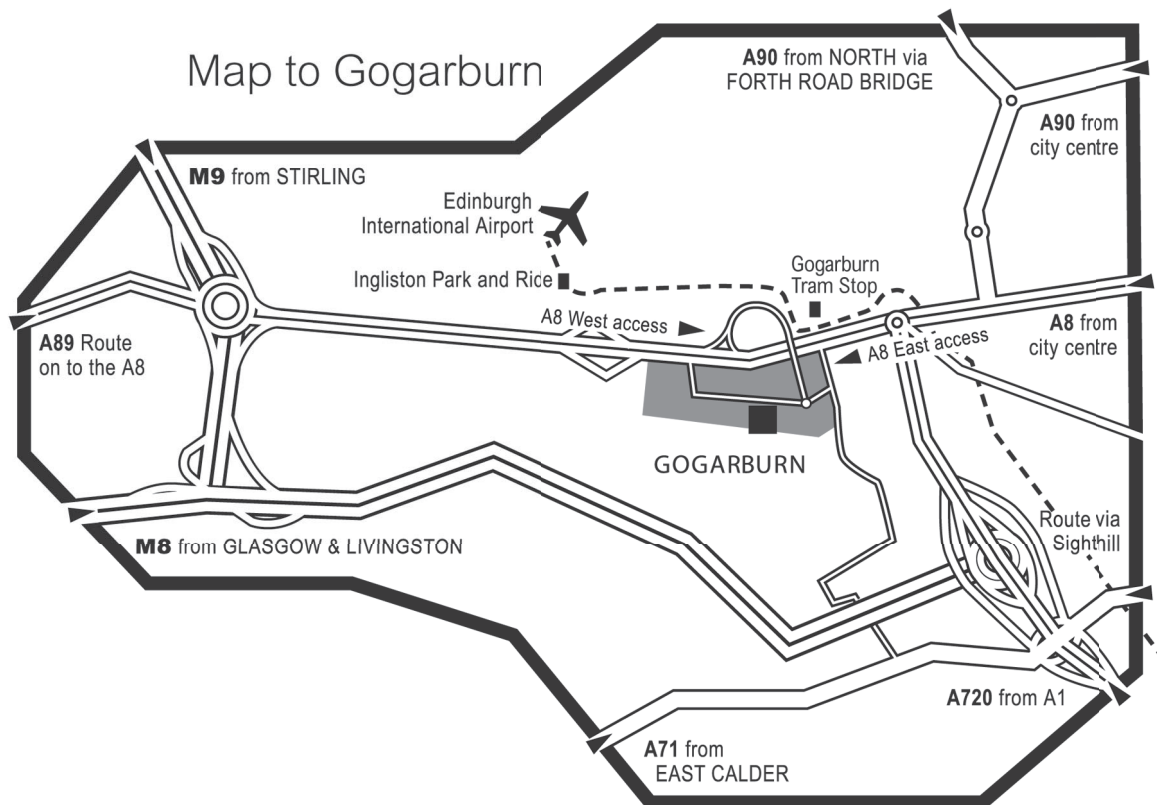 Map to Gogarburn
A90 from NORTH via
FORTH ROAD BRIDGE
A90 from
city centre
M9 from STIRLING
Edinburgh
International Airport
Ingliston Park and Ride
Gogarburn
Tram Stop
A8 West access
A8 East access
A8 from
city centre
A89 Route
on to the A8
GOGARBURN
Route via
Sighthill
M8 from GLASGOW & LIVINGSTON
A720 from A1
A71 from
EAST CALDER